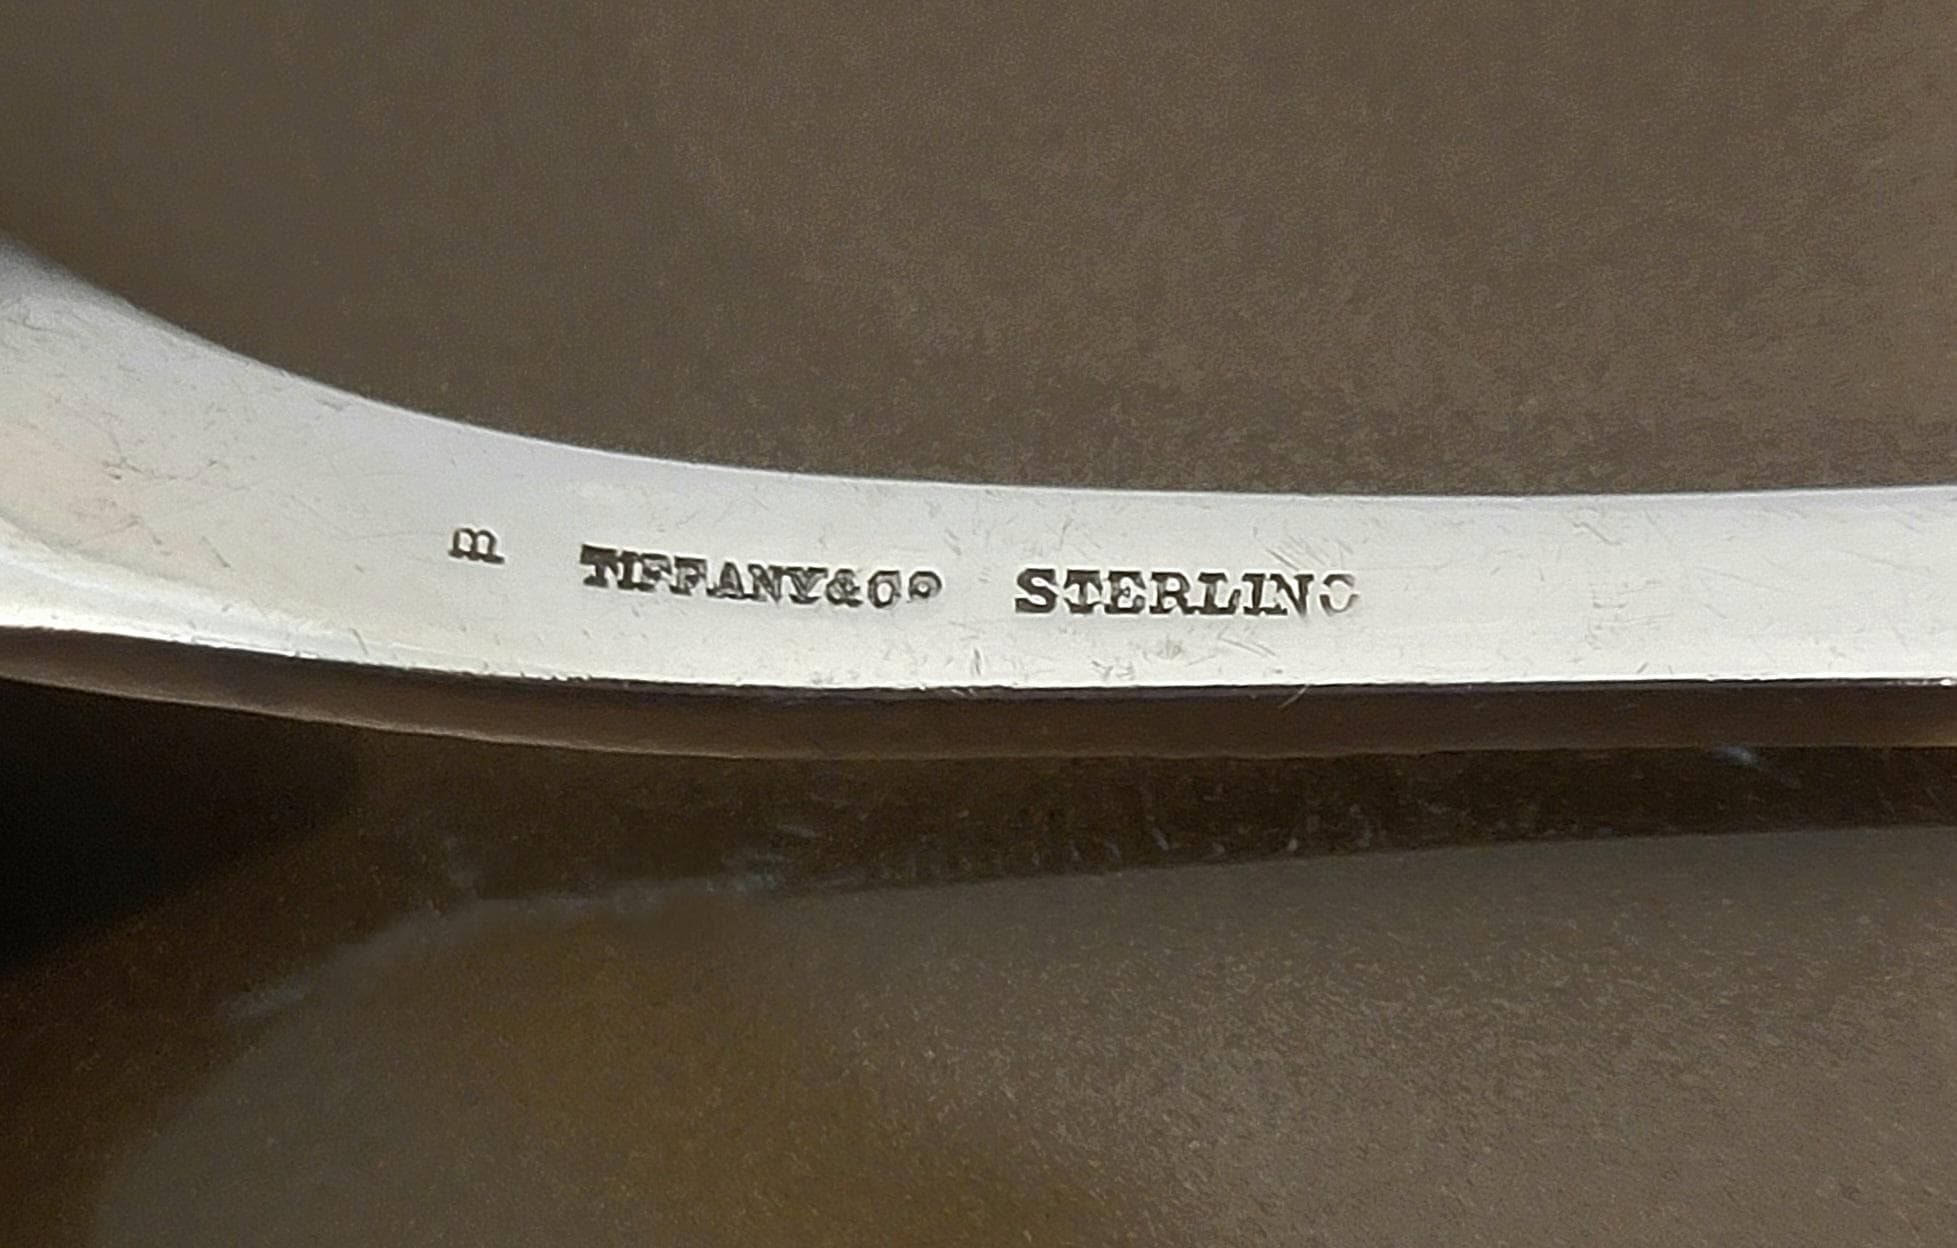 m TIFFANY & CO STERLING